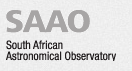 SAAO
South African
Astronomical Observatory